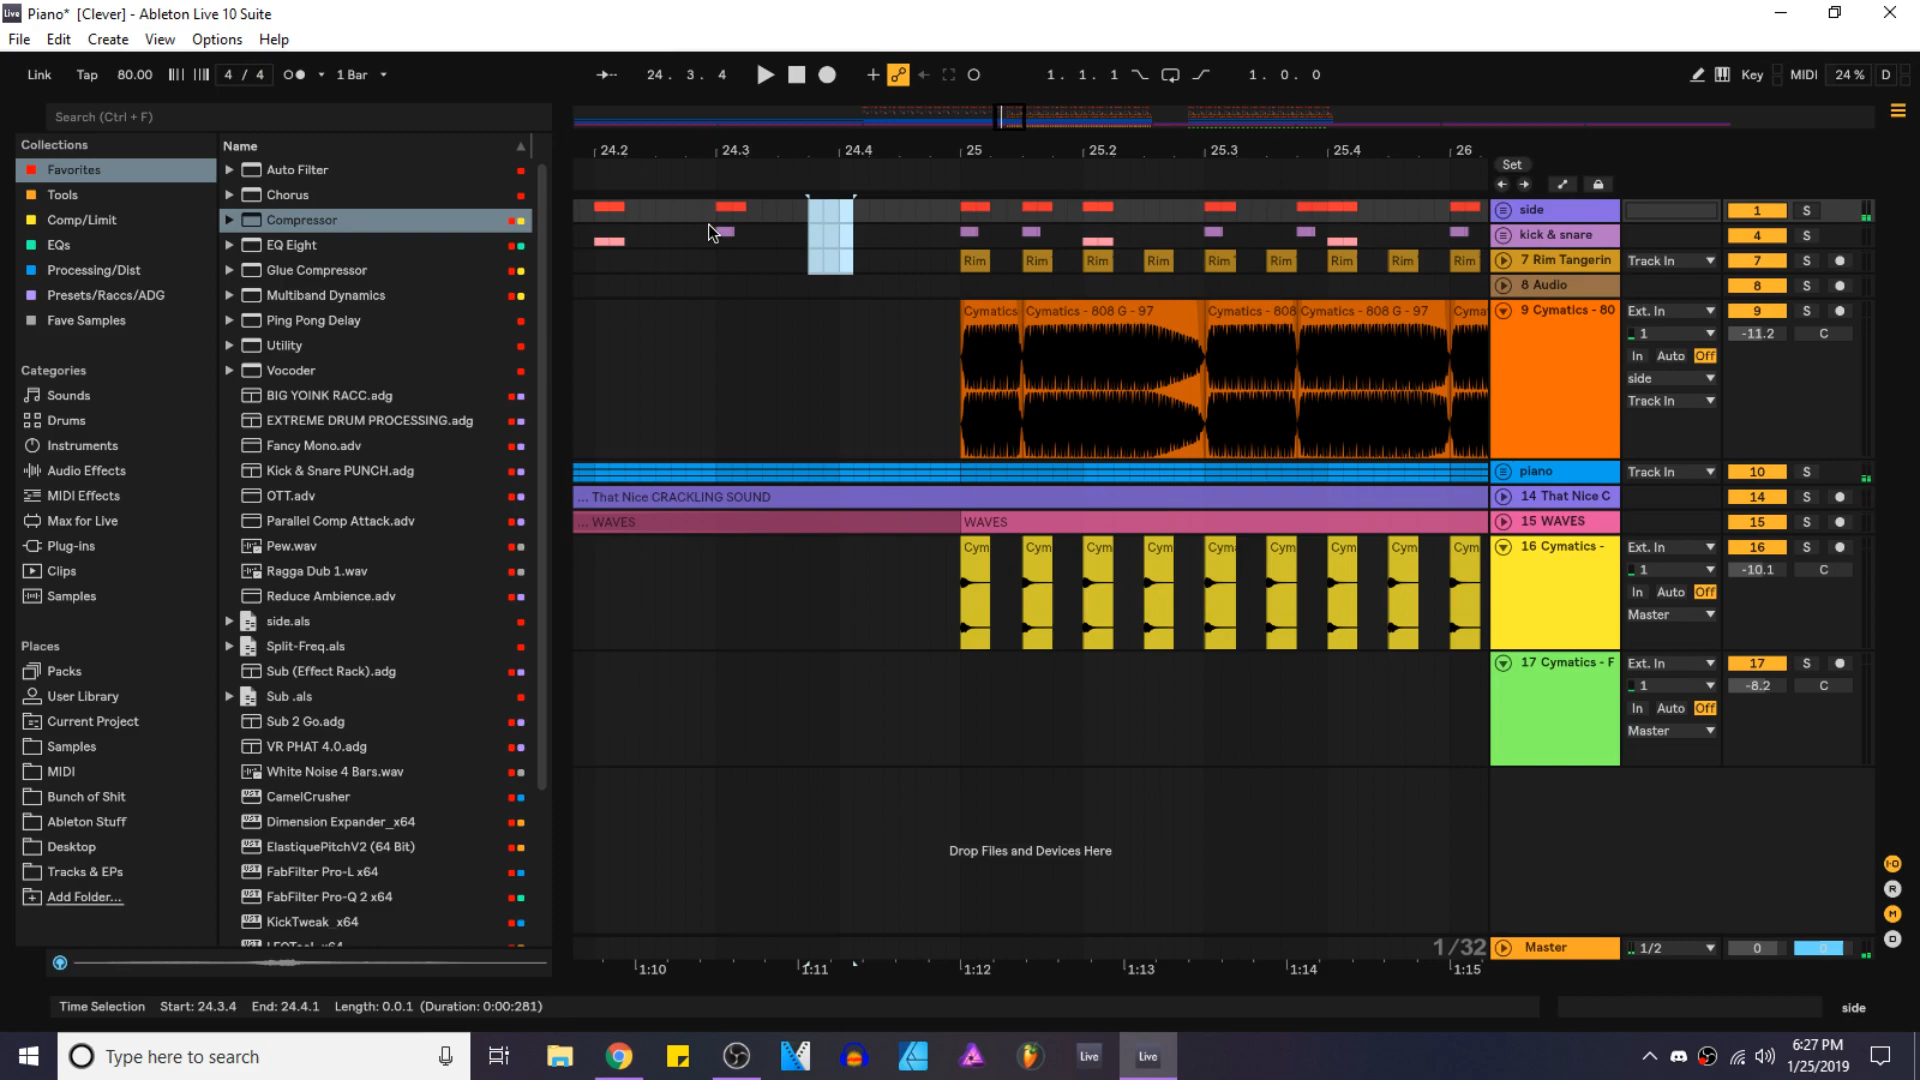 Live Piano* [Clever] - Ableton Live 10 Suite
File Edit Create View Options Help
Link Tap 80.00 4 / 4 1 Bar 24. 3. 4 1. 1. 1 1. 0. 0 Key MIDI 24 % D
Search (Ctrl + F)
Collections
Favorites
Tools
Comp/Limit
EQs
Processing/Dist
Presets/Raccs/ADG
Fave Samples
Categories
Sounds
Drums
Instruments
Audio Effects
MIDI Effects
Max for Live
Plug-ins
Clips
Samples
Places
Packs
User Library
Current Project
Samples
MIDI
Bunch of Shit
Ableton Stuff
Desktop
Tracks & EPs
Add Folder...
Name
Auto Filter
Chorus
Compressor
EQ Eight
Glue Compressor
Multiband Dynamics
Ping Pong Delay
Utility
Vocoder
BIG YOINK RACC.adg
EXTREME DRUM PROCESSING.adg
Fancy Mono.adv
Kick & Snare PUNCH.adg
OTT.adv
Parallel Comp Attack.adv
Pew.wav
Ragga Dub 1.wav
Reduce Ambience.adv
side.als
Split-Freq.als
Sub (Effect Rack).adg
Sub .als
Sub 2 Go.adg
VR PHAT 4.0.adg
White Noise 4 Bars.wav
CamelCrusher
Dimension Expander_x64
ElastiquePitchV2 (64 Bit)
FabFilter Pro-L x64
FabFilter Pro-Q 2 x64
KickTweak_x64
24.2 24.3 24.4 25 25.2 25.3 25.4 26
Set
side 1 S
kick & snare 4 S
Rim Rim Rim Rim Rim Rim Rim Rim Rim 7 Rim Tangerin Track In 7 S
8 Audio 8 S
Cymatics Cymatics - 808 G - 97 Cymatics - 808 Cymatics - 808 G - 97 Cyma 9 Cymatics - 80 Ext. In 9 S
1 -11.2 C
In Auto Off
side
Track In
piano Track In 10 S
... That Nice CRACKLING SOUND 14 That Nice C 14 S
... WAVES WAVES 15 WAVES 15 S
Cym Cym Cym Cym Cym Cym Cym Cym Cym 16 Cymatics - Ext. In 16 S
1 -10.1 C
In Auto Off
Master
17 Cymatics - F Ext. In 17 S
1 -8.2 C
In Auto Off
Master
Drop Files and Devices Here
I·O
R
M
D
1/32 Master 1/2 0 0
1:10 1:11 1:12 1:13 1:14 1:15
Time Selection Start: 24.3.4 End: 24.4.1 Length: 0.0.1 (Duration: 0:00:281) side
Type here to search
Live Live
6:27 PM
1/25/2019